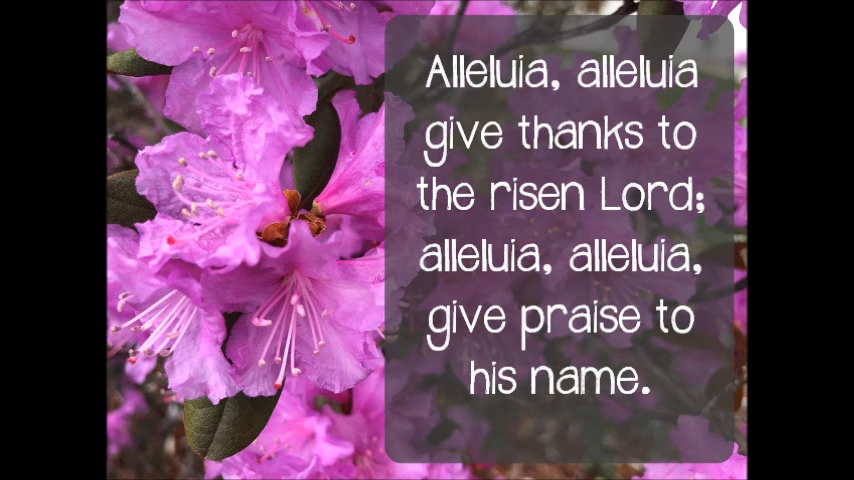 Alleluia, alleluia
give thanks to
the risen Lord;
alleluia, alleluia,
give praise to
his name.